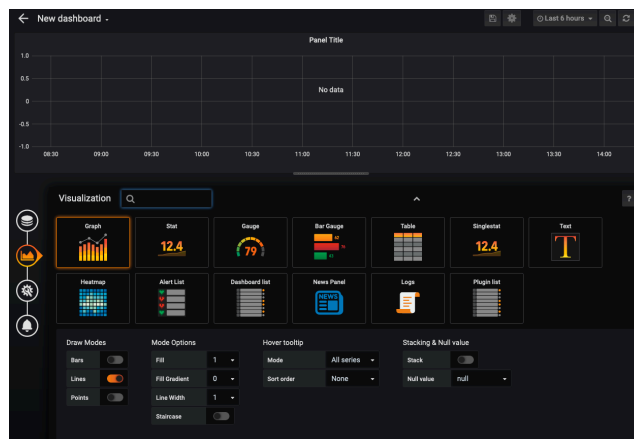 New dashboard
Last 6 hours
Panel Title
1.0
0.5
No data
0
-0.5
-1.0
08:30 09:00 09:30 10:00 10:30 11:00 11:30 12:00 12:30 13:00 13:30 14:00
Visualization
?
Graph Stat Gauge Bar Gauge Table Singlestat Text
12.4 79 12.4 T
Heatmap Alert List Dashboard list News Panel Logs Plugin list
NEWS
Draw Modes Mode Options Hover tooltip Stacking & Null value
Bars Fill 1 Mode All series Stack
Lines Fill Gradient 0 Sort order None Null value null
Points Line Width 1
Staircase